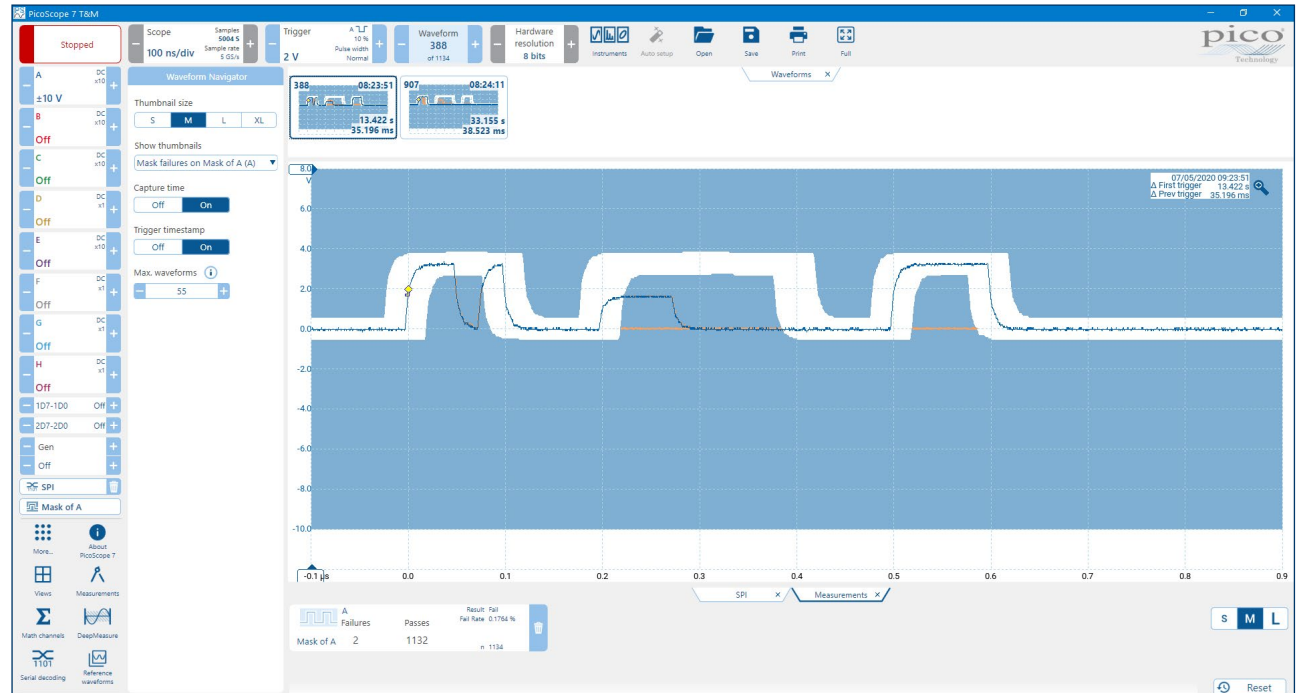 PicoScope 7 T&M
Stopped
Scope
Samples
5004 S
100 ns/div
Sample rate
5 GS/s
Trigger
A
10 %
Pulse width
2 V
Normal
Waveform
388
of 1134
Hardware
resolution
8 bits
Instruments
Auto setup
Open
Save
Print
Full
pico
Technology
A
DC
x10
±10 V
B
DC
x10
Off
C
DC
x10
Off
D
DC
x1
Off
E
DC
x10
Off
F
DC
x1
Off
G
DC
x1
Off
H
DC
x1
Off
1D7-1D0 Off
2D7-2D0 Off
Gen
Off
SPI
Mask of A
More...
About
PicoScope 7
Views
Measurements
Math channels
DeepMeasure
1101
Serial decoding
Reference
waveforms
Waveform Navigator
Thumbnail size
S M L XL
Show thumbnails
Mask failures on Mask of A (A)
Capture time
Off On
Trigger timestamp
Off On
Max. waveforms
55
Waveforms ×
388 08:23:51
13.422 s
35.196 ms
907 08:24:11
33.155 s
38.523 ms
07/05/2020 09:23:51
Δ First trigger 13.422 s
Δ Prev trigger 35.196 ms
8.0
V
6.0
4.0
2.0
0.0
-2.0
-4.0
-6.0
-8.0
-10.0
-0.1 µs 0.0 0.1 0.2 0.3 0.4 0.5 0.6 0.7 0.8 0.9
SPI × Measurements ×
A
Failures
Passes
Result Fail
Fail Rate 0.1764 %
Mask of A 2 1132
n 1134
S M L
Reset